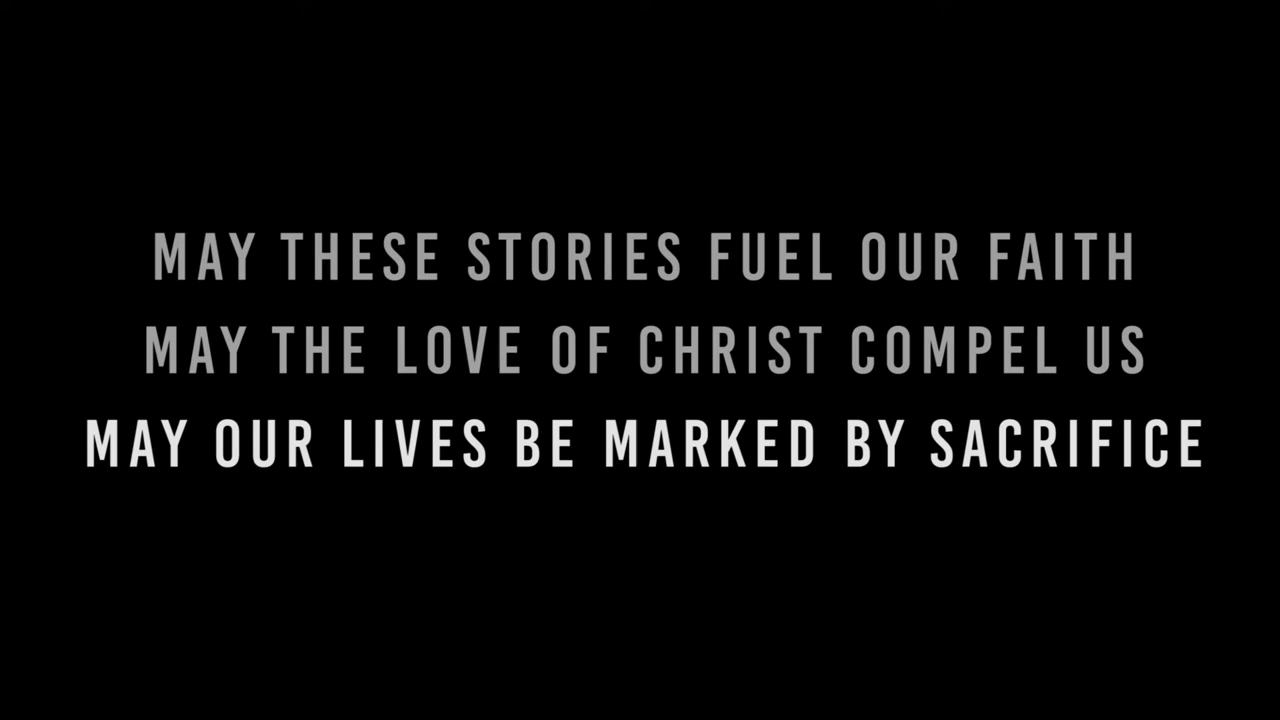 MAY THESE STORIES FUEL OUR FAITH
MAY THE LOVE OF CHRIST COMPEL US
MAY OUR LIVES BE MARKED BY SACRIFICE